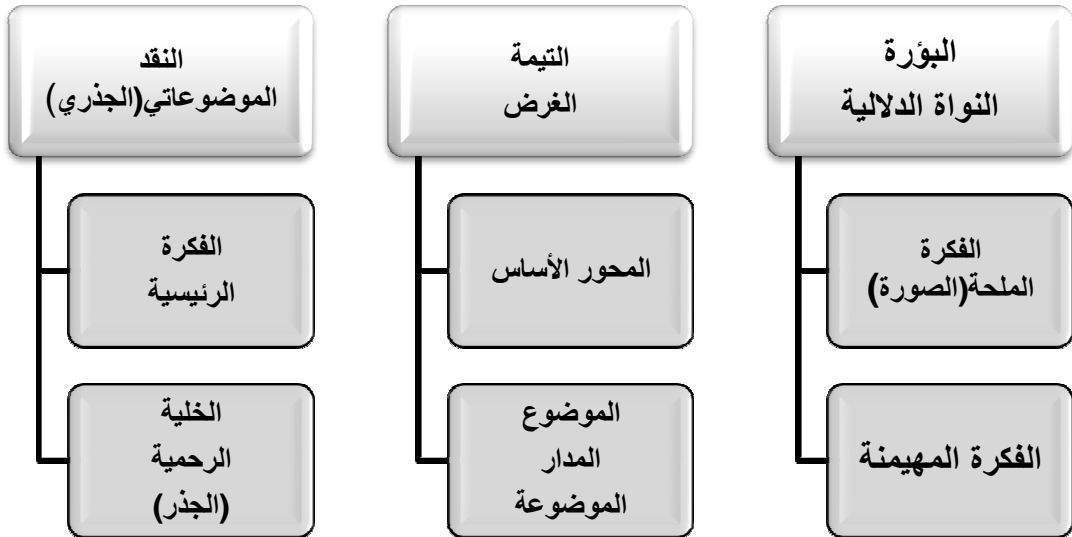 البؤرة
النواة الدلالية
الفكرة
الملحة(الصورة)
الفكرة المهيمنة
التيمة
الغرض
المحور الأساس
الموضوع
المدار
الموضوعة
النقد
الموضوعاتي(الجذري)
الفكرة
الرئيسية
الخلية
الرحمية
(الجذر)